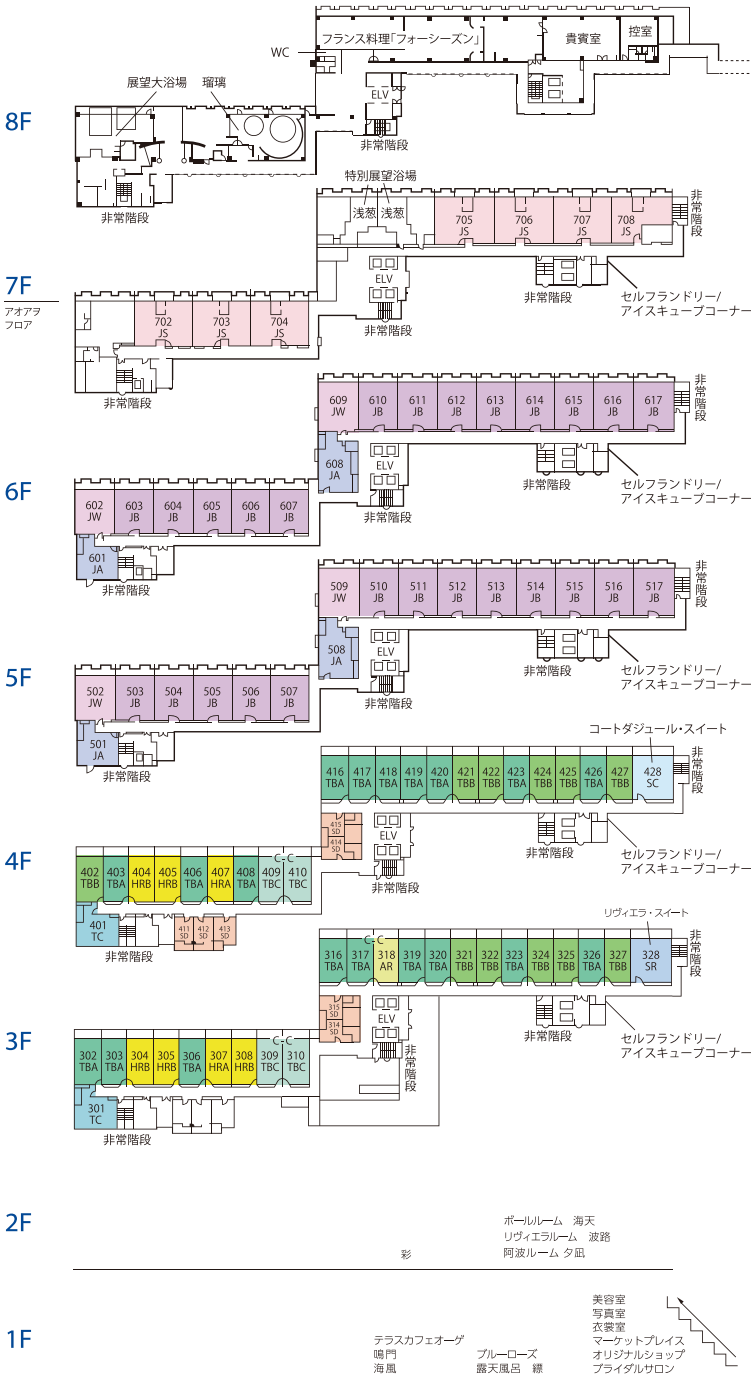 フランス料理「フォーシーズン」
貴賓室
控室
WC
ELV
展望大浴場 瑠璃
8F
非常階段
非常階段
特別展望浴場
浅葱 浅葱
705 JS
706 JS
707 JS
708 JS
非常階段
7F
アオアヲ
フロア
ELV
非常階段
セルフランドリー/
アイスキューブコーナー
702 JS
703 JS
704 JS
非常階段
非常階段
609 JW
610 JB
611 JB
612 JB
613 JB
614 JB
615 JB
616 JB
617 JB
非常階段
608 JA
ELV
非常階段
セルフランドリー/
アイスキューブコーナー
6F
602 JW
603 JB
604 JB
605 JB
606 JB
607 JB
非常階段
601 JA
非常階段
509 JW
510 JB
511 JB
512 JB
513 JB
514 JB
515 JB
516 JB
517 JB
非常階段
508 JA
ELV
非常階段
セルフランドリー/
アイスキューブコーナー
5F
502 JW
503 JB
504 JB
505 JB
506 JB
507 JB
非常階段
501 JA
非常階段
コートダジュール・スイート
416 TBA
417 TBA
418 TBA
419 TBA
420 TBA
421 TBB
422 TBB
423 TBA
424 TBB
425 TBB
426 TBA
427 TBB
428 SC
非常階段
415 SD
414 SD
ELV
非常階段
セルフランドリー/
アイスキューブコーナー
4F
C-C
402 TBB
403 TBA
404 HRB
405 HRB
406 TBA
407 HRA
408 TBA
409 TBC
410 TBC
非常階段
401 TC
411 SD
412 SD
413 SD
非常階段
リヴィエラ・スイート
C-C
316 TBA
317 TBA
318 AR
319 TBA
320 TBA
321 TBB
322 TBB
323 TBA
324 TBB
325 TBB
326 TBA
327 TBB
328 SR
非常階段
315 SD
314 SD
ELV
非常階段
セルフランドリー/
アイスキューブコーナー
3F
C-C
302 TBA
303 TBA
304 HRB
305 HRB
306 TBA
307 HRA
308 HRB
309 TBC
310 TBC
非常階段
301 TC
非常階段
2F
ボールルーム 海天
リヴィエラルーム 波路
彩
阿波ルーム 夕凪
1F
美容室
写真室
衣裳室
テラスカフェオーゲ
マーケットプレイス
鳴門
ブルーローズ
オリジナルショップ
海風
露天風呂 縹
ブライダルサロン